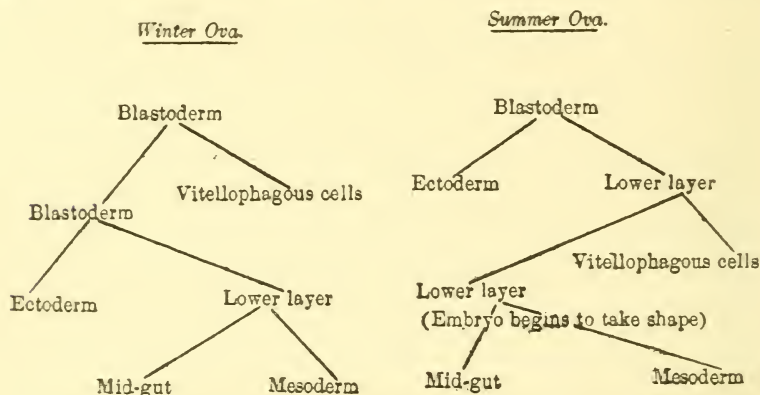 Winter Ova.
Blastoderm
Vitellophagous cells
Blastoderm
Ectoderm
Lower layer
Mid-gut
Mesoderm
Summer Ova.
Blastoderm
Ectoderm
Lower layer
Vitellophagous cells
Lower layer
(Embryo begins to take shape)
Mid-gut
Mesoderm